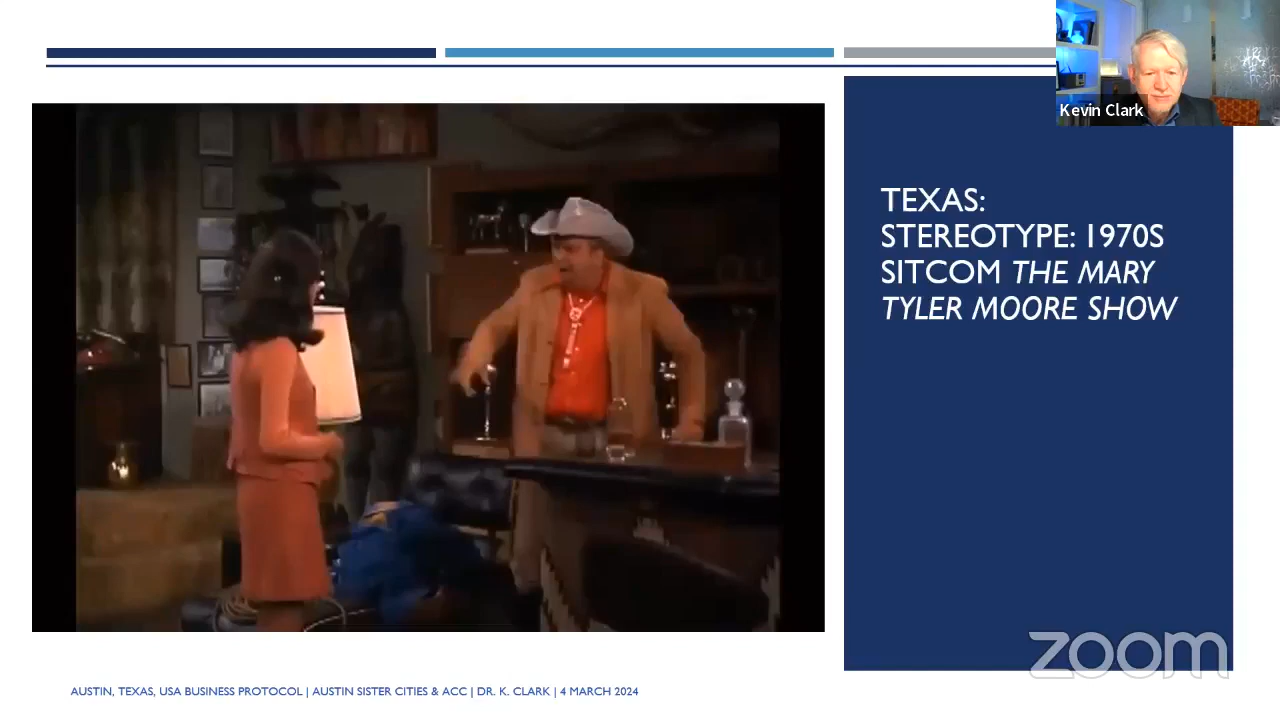 Kevin Clark
TEXAS:
STEREOTYPE: 1970S
SITCOM THE MARY
TYLER MOORE SHOW
zoom
AUSTIN, TEXAS, USA BUSINESS PROTOCOL | AUSTIN SISTER CITIES & ACC | DR. K. CLARK | 4 MARCH 2024